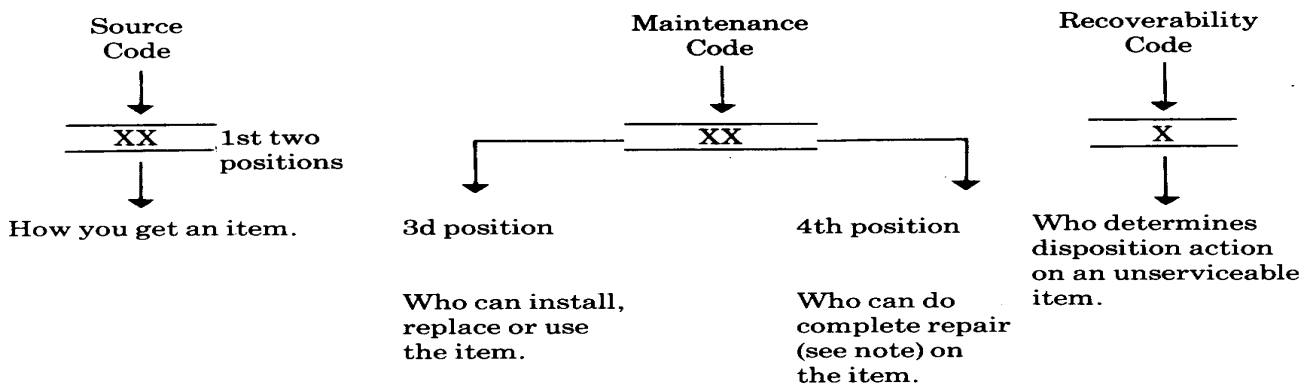 Source
Code
XX
1st two
positions
How you get an item.
Maintenance
Code
XX
3d position
Who can install,
replace or use
the item.
4th position
Who can do
complete repair
(see note) on
the item.
Recoverability
Code
X
Who determines
disposition action
on an unserviceable
item.